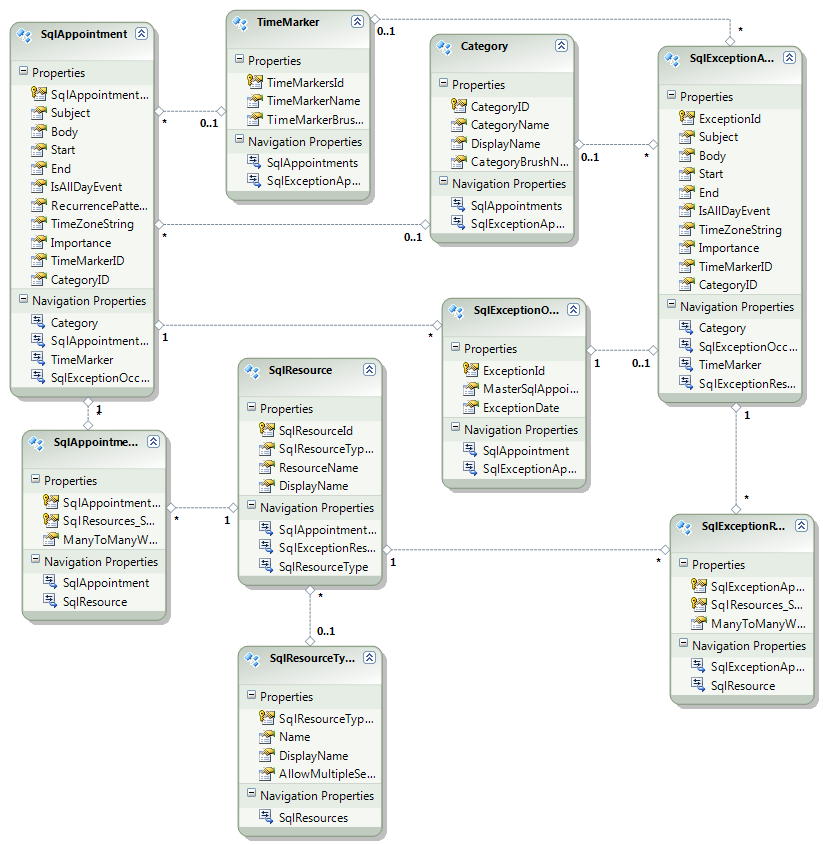 SqlAppointment
Properties
SqlAppointment...
Subject
Body
Start
End
IsAllDayEvent
RecurrencePatte...
TimeZoneString
Importance
TimeMarkerID
CategoryID
Navigation Properties
Category
SqlAppointment...
TimeMarker
SqlExceptionOcc...
TimeMarker
Properties
TimeMarkersId
TimeMarkerName
TimeMarkerBrus...
Navigation Properties
SqlAppointments
SqlExceptionAp...
Category
Properties
CategoryID
CategoryName
DisplayName
CategoryBrushN...
Navigation Properties
SqlAppointments
SqlExceptionAp...
SqlExceptionA...
Properties
ExceptionId
Subject
Body
Start
End
IsAllDayEvent
TimeZoneString
Importance
TimeMarkerID
CategoryID
Navigation Properties
Category
SqlExceptionOcc...
TimeMarker
SqlExceptionRes...
0..1
*
*
0..1
0..1
*
*
0..1
1
*
1
0..1
SqlExceptionO...
Properties
ExceptionId
MasterSqlAppoi...
ExceptionDate
Navigation Properties
SqlAppointment
SqlExceptionAp...
SqlResource
Properties
SqlResourceId
SqlResourceTyp...
ResourceName
DisplayName
Navigation Properties
SqlAppointment...
SqlExceptionRes...
SqlResourceType
1
*
SqlAppointme...
Properties
SqlAppointment...
SqlResources_S...
ManyToManyW...
Navigation Properties
SqlAppointment
SqlResource
*
1
1
*
1
*
SqlExceptionR...
Properties
SqlExceptionAp...
SqlResources_S...
ManyToManyW...
Navigation Properties
SqlExceptionAp...
SqlResource
*
0..1
SqlResourceTy...
Properties
SqlResourceTyp...
Name
DisplayName
AllowMultipleSe...
Navigation Properties
SqlResources